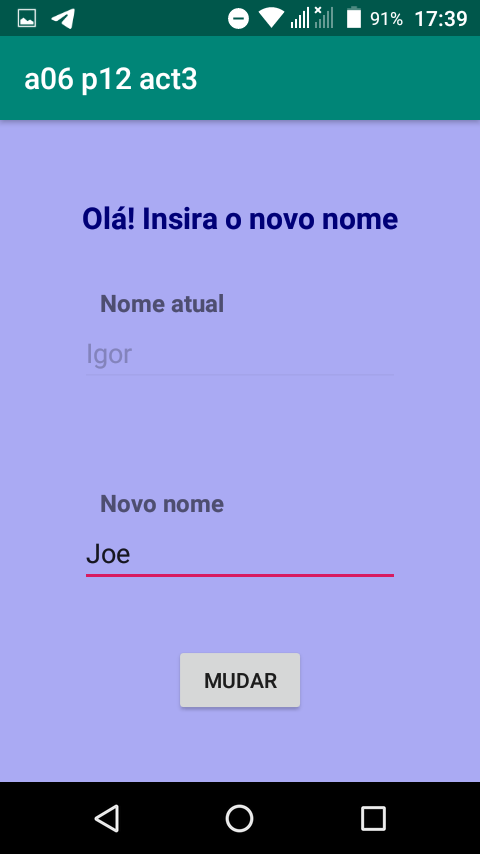 91% 17:39
a06 p12 act3
Olá! Insira o novo nome
Nome atual
Igor
Novo nome
Joe
MUDAR